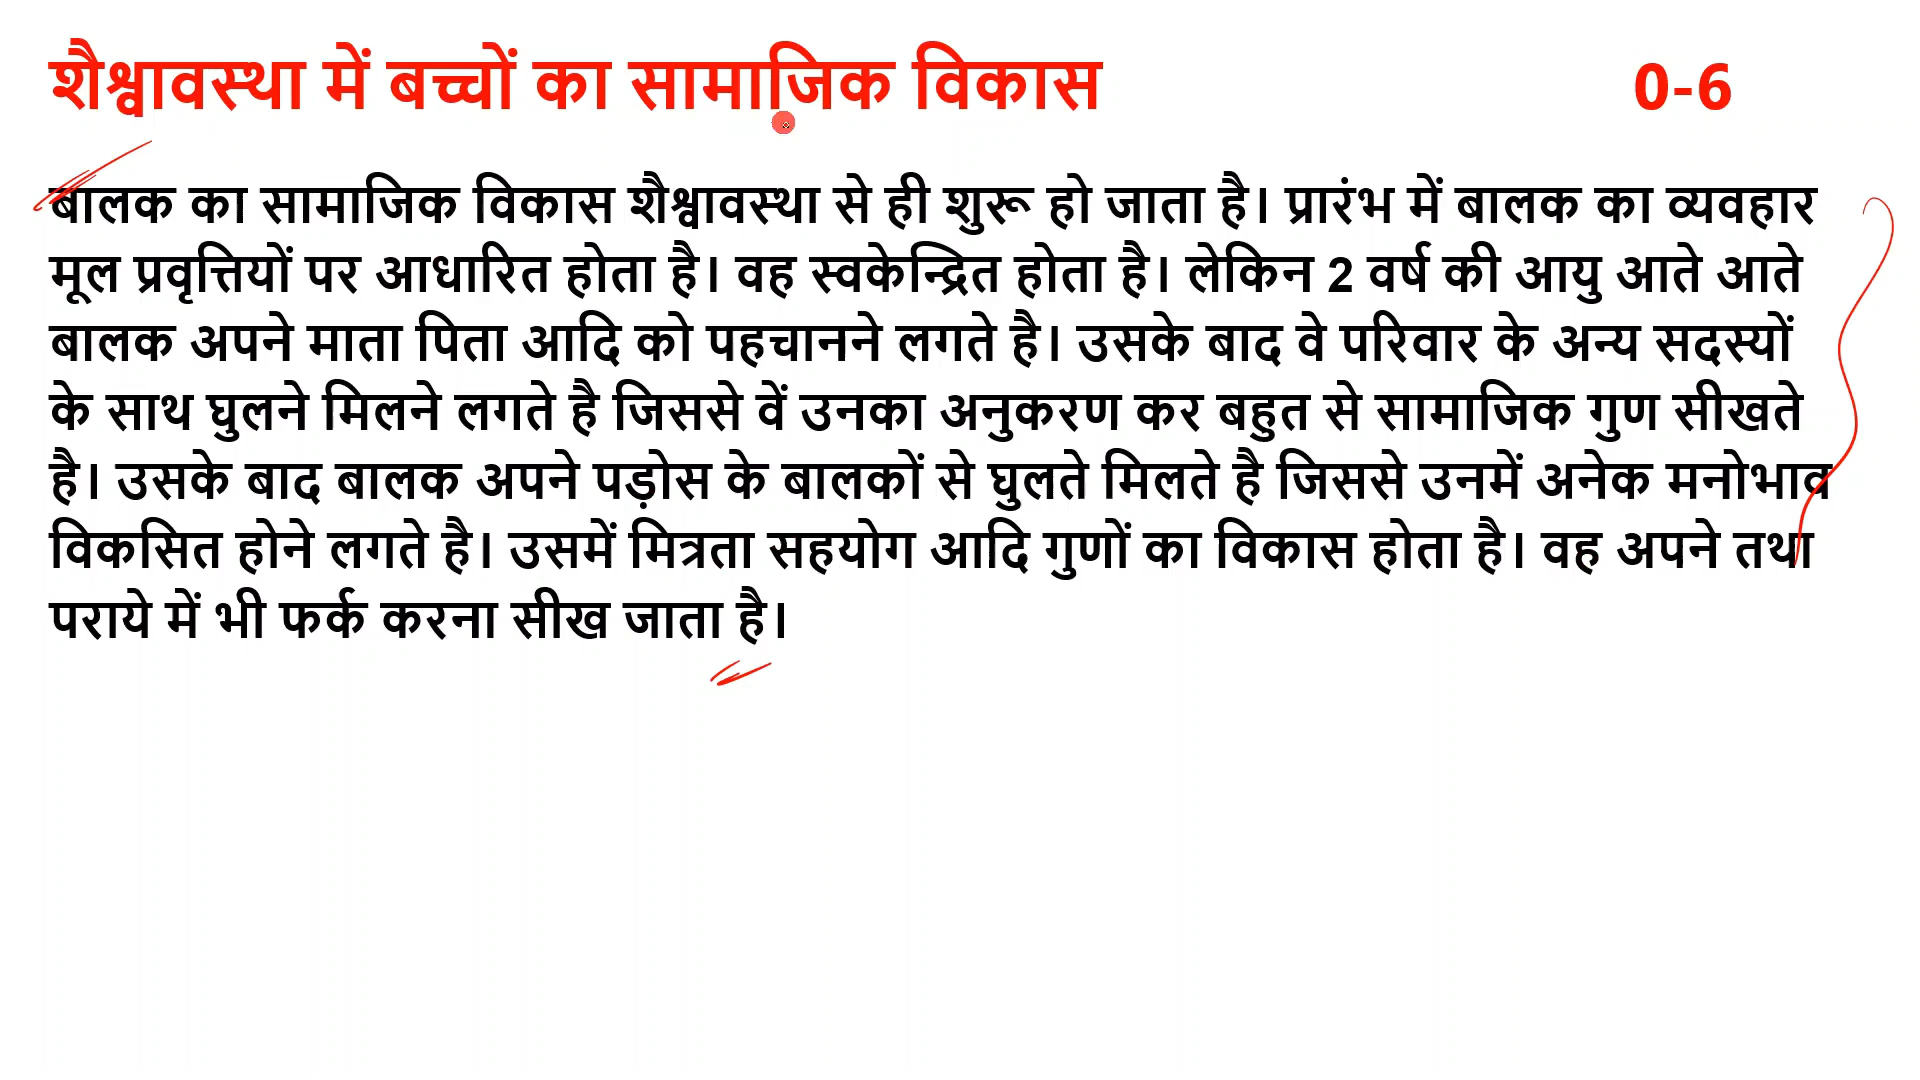 शैश्वावस्था में बच्चों का सामाजिक विकास 0-6
बालक का सामाजिक विकास शैश्वावस्था से ही शुरू हो जाता है। प्रारंभ में बालक का व्यवहार
मूल प्रवृत्तियों पर आधारित होता है। वह स्वकेन्द्रित होता है। लेकिन 2 वर्ष की आयु आते आते
बालक अपने माता पिता आदि को पहचानने लगते है। उसके बाद वे परिवार के अन्य सदस्यों
के साथ घुलने मिलने लगते है जिससे वें उनका अनुकरण कर बहुत से सामाजिक गुण सीखते
है। उसके बाद बालक अपने पड़ोस के बालकों से घुलते मिलते है जिससे उनमें अनेक मनोभाव
विकसित होने लगते है। उसमें मित्रता सहयोग आदि गुणों का विकास होता है। वह अपने तथा
पराये में भी फर्क करना सीख जाता है।